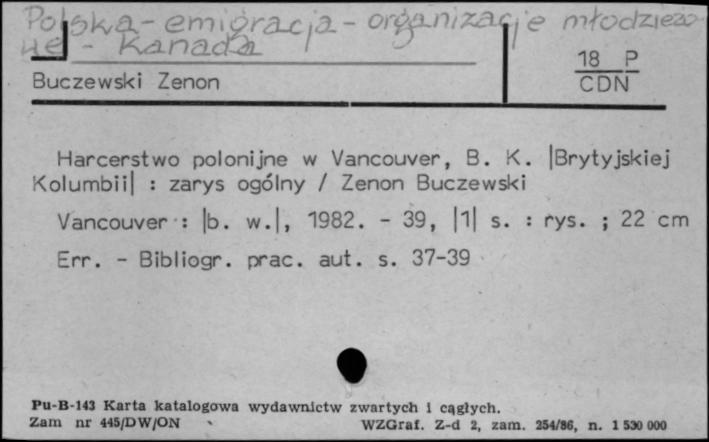 Polska - emigracja - organizacje młodzieżo
we - Kanada
18 P
CDN
Buczewski Zenon
Harcerstwo polonijne w Vancouver, B. K. |Brytyjskiej
Kolumbii| : zarys ogólny / Zenon Buczewski
Vancouver : |b. w.|, 1982. - 39, |1| s. : rys. ; 22 cm
Err. - Bibliogr. prac. aut. s. 37-39
Pu-B-143 Karta katalogowa wydawnictw zwartych i cągłych.
Zam nr 445/DW/ON WZGraf. Z-d 2, zam. 254/86, n. 1 530 000